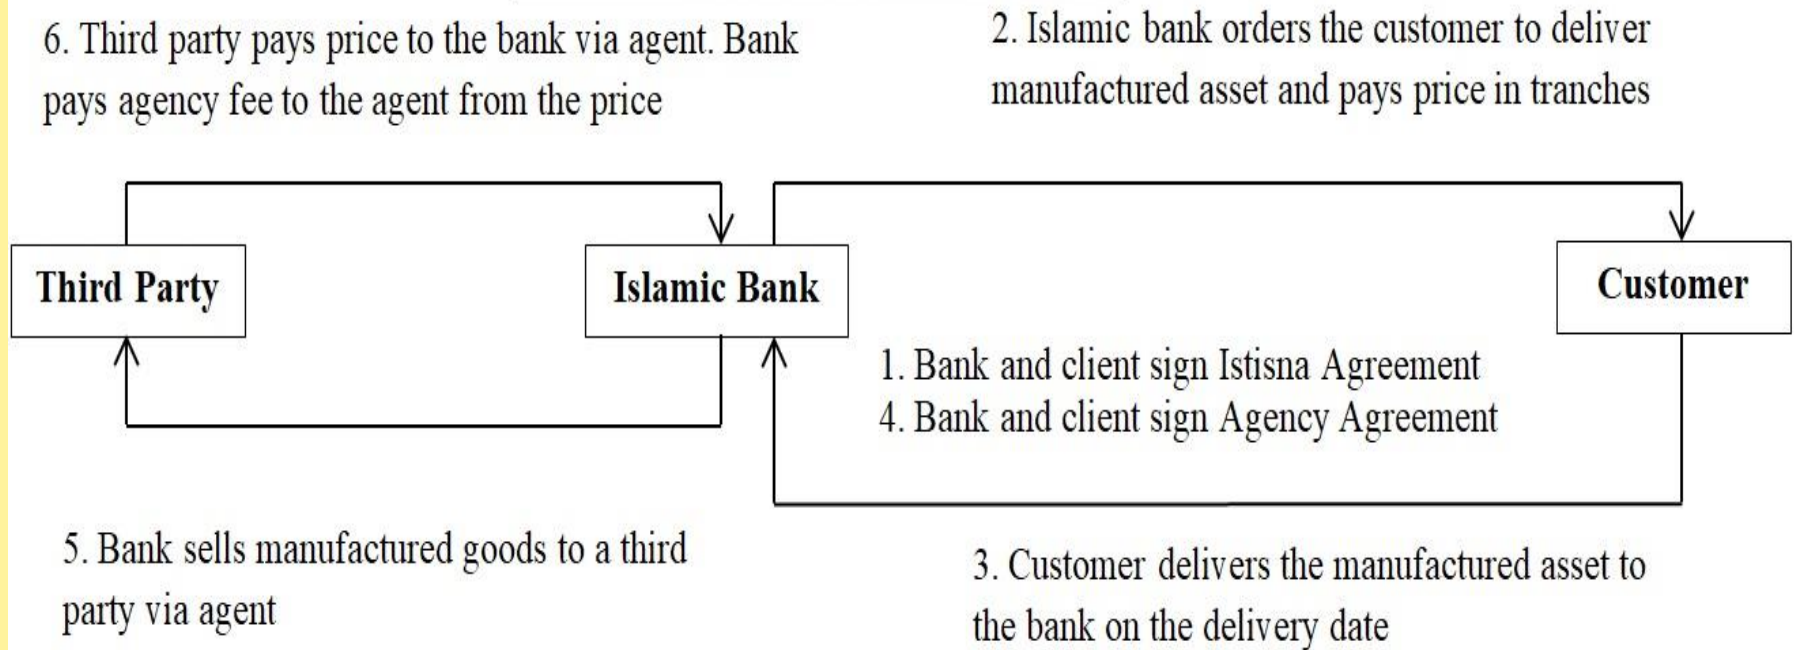 6. Third party pays price to the bank via agent. Bank
pays agency fee to the agent from the price
2. Islamic bank orders the customer to deliver
manufactured asset and pays price in tranches
Third Party
Islamic Bank
Customer
1. Bank and client sign Istisna Agreement
4. Bank and client sign Agency Agreement
5. Bank sells manufactured goods to a third
party via agent
3. Customer delivers the manufactured asset to
the bank on the delivery date